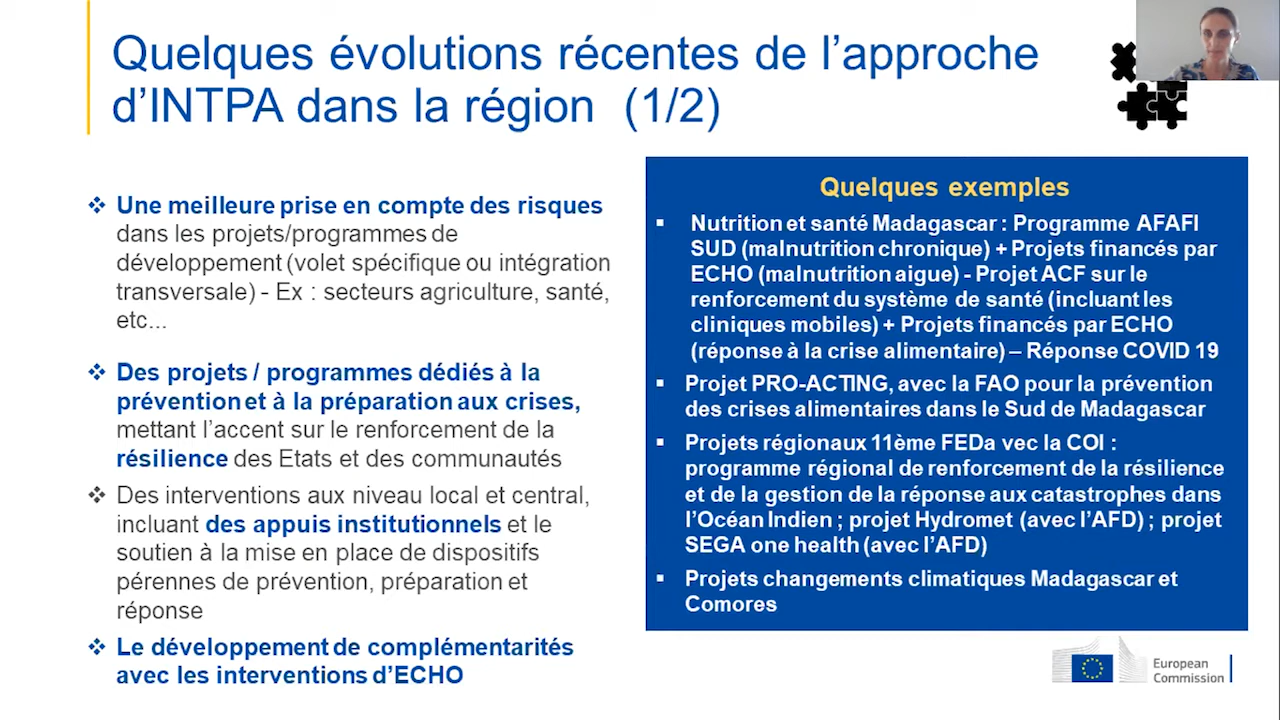 Quelques évolutions récentes de l’approche
d’INTPA dans la région (1/2)
❖ Une meilleure prise en compte des risques
dans les projets/programmes de
développement (volet spécifique ou intégration
transversale) - Ex : secteurs agriculture, santé,
etc...
❖ Des projets / programmes dédiés à la
prévention et à la préparation aux crises,
mettant l’accent sur le renforcement de la
résilience des Etats et des communautés
❖ Des interventions aux niveau local et central,
incluant des appuis institutionnels et le
soutien à la mise en place de dispositifs
pérennes de prévention, préparation et
réponse
❖ Le développement de complémentarités
avec les interventions d’ECHO
Quelques exemples
▪ Nutrition et santé Madagascar : Programme AFAFI
SUD (malnutrition chronique) + Projets financés par
ECHO (malnutrition aigue) - Projet ACF sur le
renforcement du système de santé (incluant les
cliniques mobiles) + Projets financés par ECHO
(réponse à la crise alimentaire) – Réponse COVID 19
▪ Projet PRO-ACTING, avec la FAO pour la prévention
des crises alimentaires dans le Sud de Madagascar
▪ Projets régionaux 11ème FEDa vec la COI :
programme régional de renforcement de la résilience
et de la gestion de la réponse aux catastrophes dans
l’Océan Indien ; projet Hydromet (avec l’AFD) ; projet
SEGA one health (avec l’AFD)
▪ Projets changements climatiques Madagascar et
Comores
European
Commission